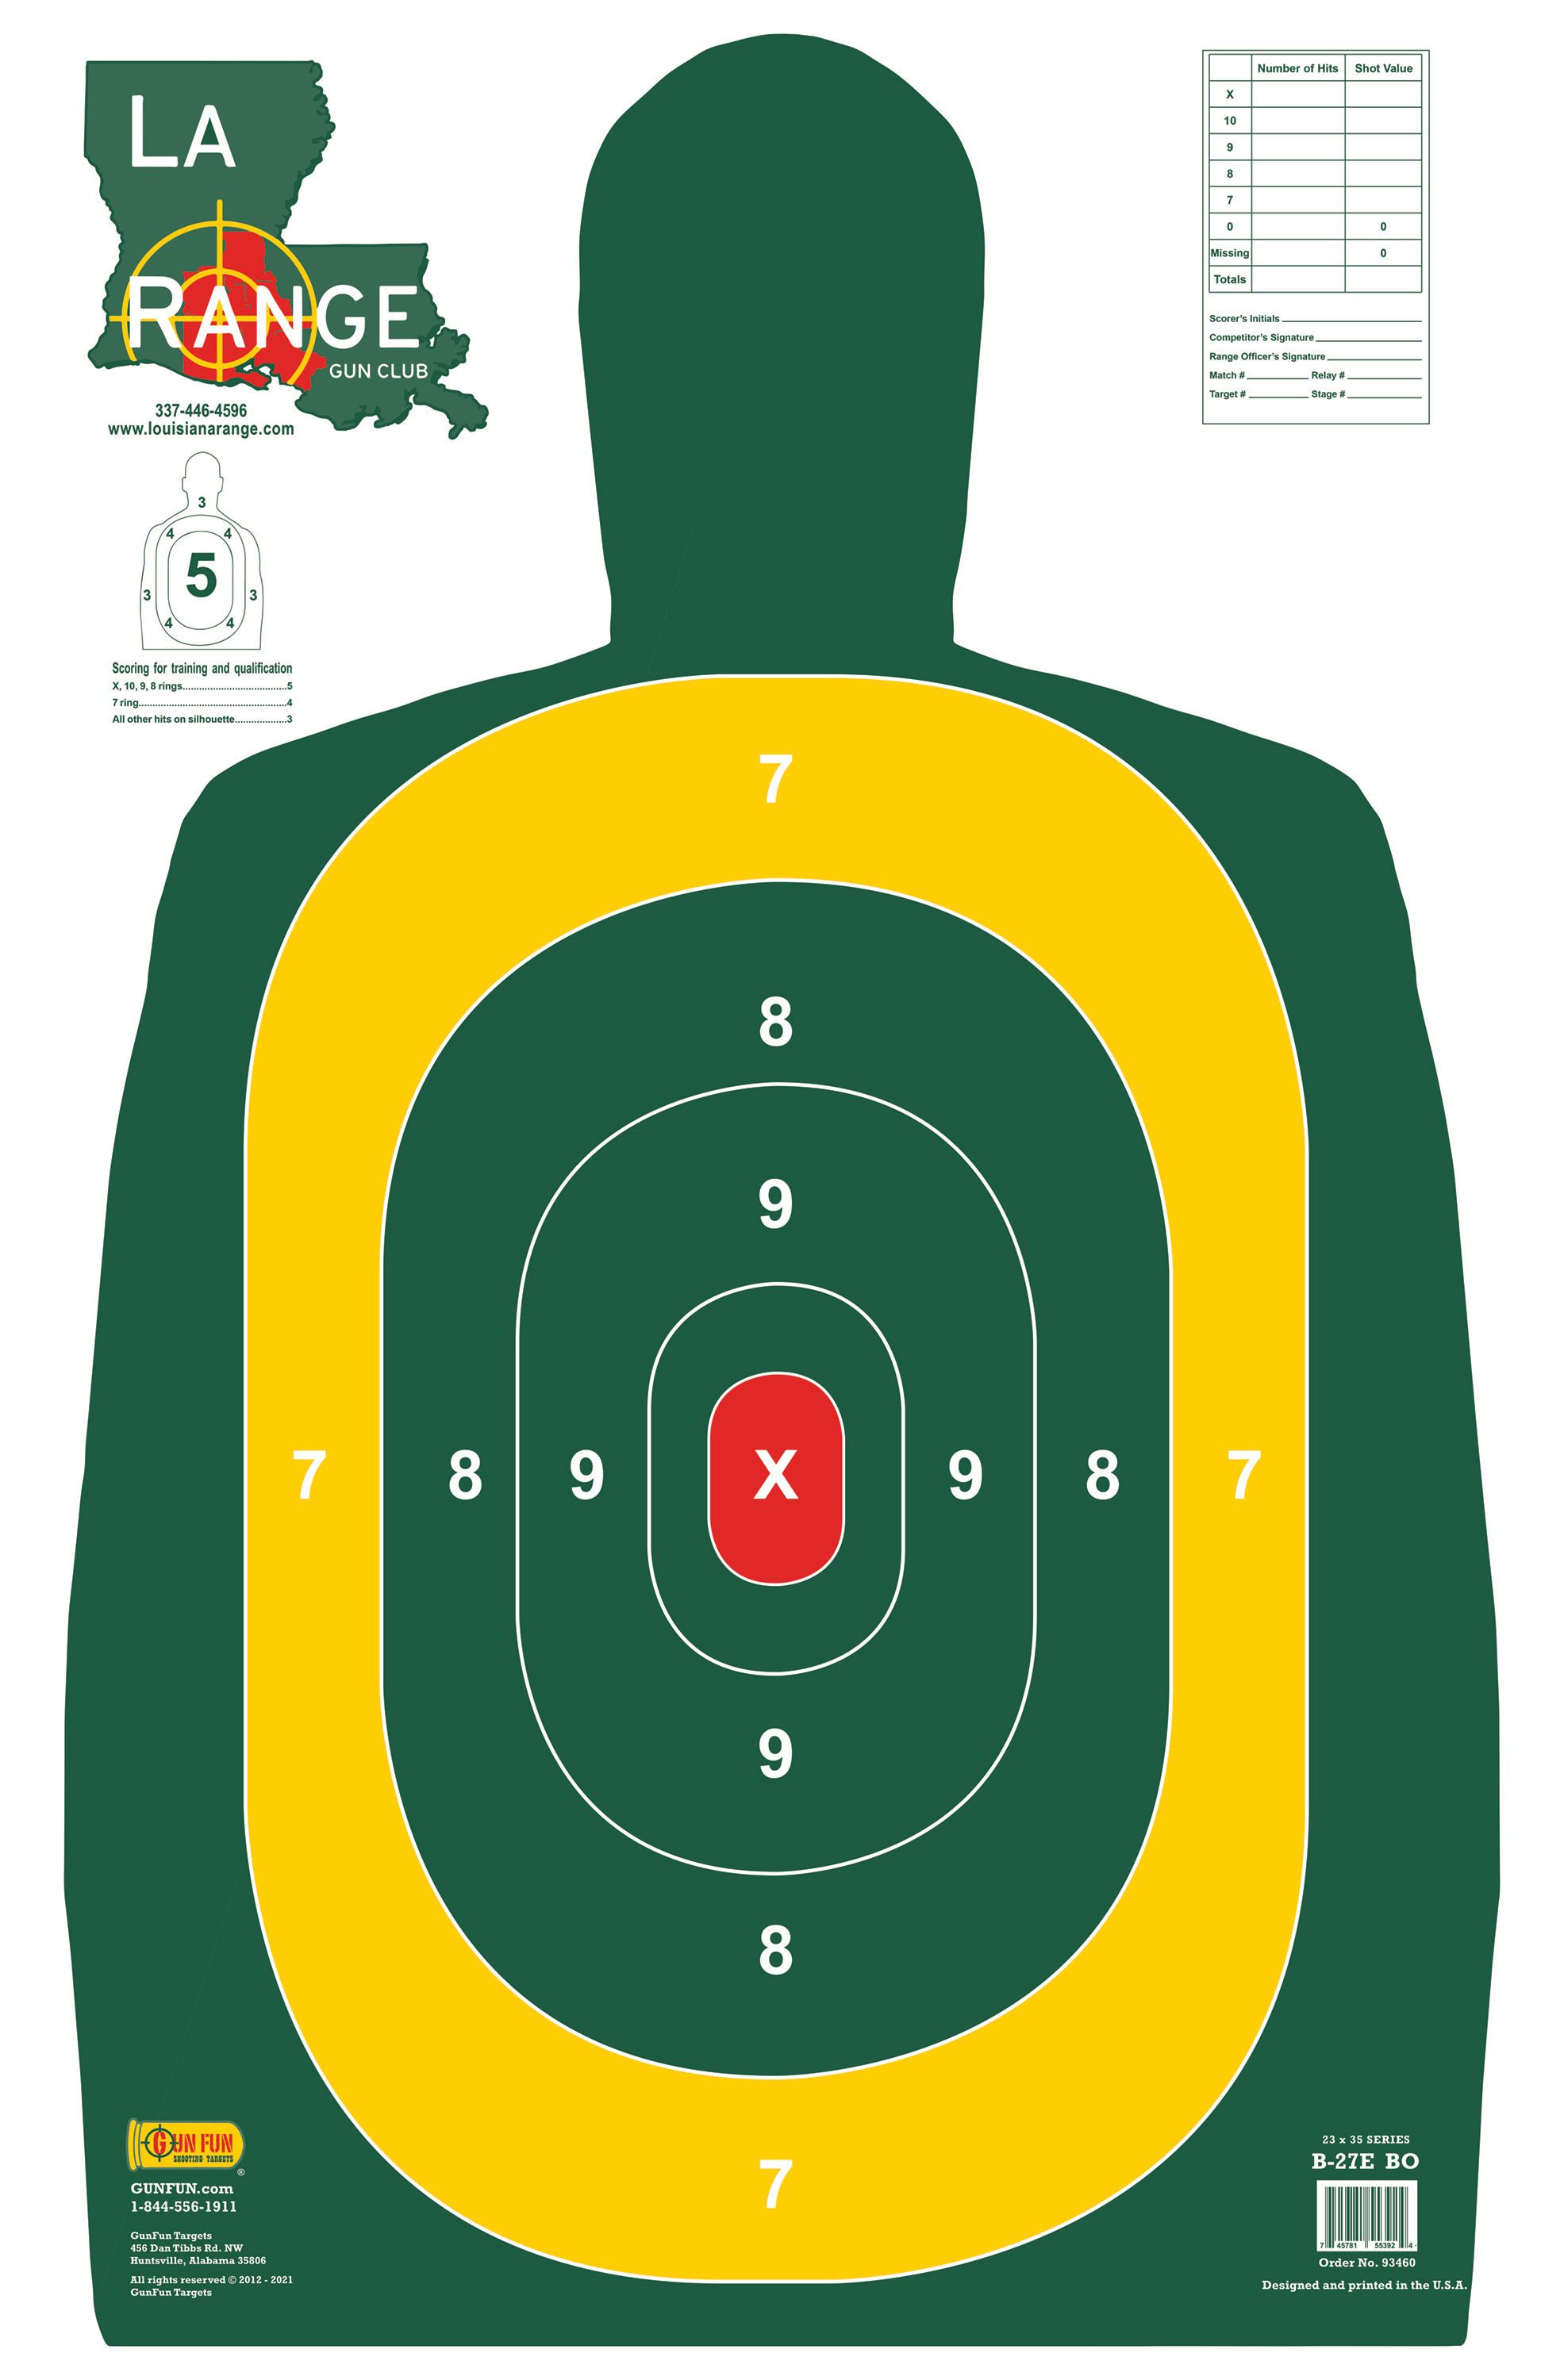 LA
RANGE
GUN CLUB
337-446-4596
www.louisianarange.com
3
4 4
5
3 3
4 4
Scoring for training and qualification
X, 10, 9, 8 rings......................................5
7 ring......................................................4
All other hits on silhouette...................3
Number of Hits Shot Value
X
10
9
8
7
0 0
Missing 0
Totals
Scorer's Initials
Competitor's Signature
Range Officer's Signature
Match # Relay #
Target # Stage #
7
8
9
7 8 9 X 9 8 7
9
8
7
GUN FUN
SHOOTING TARGETS
®
GUNFUN.com
1-844-556-1911
GunFun Targets
456 Dan Tibbs Rd. NW
Huntsville, Alabama 35806
All rights reserved © 2012 - 2021
GunFun Targets
23 x 35 SERIES
B-27E BO
7 45781 55392 4
Order No. 93460
Designed and printed in the U.S.A.